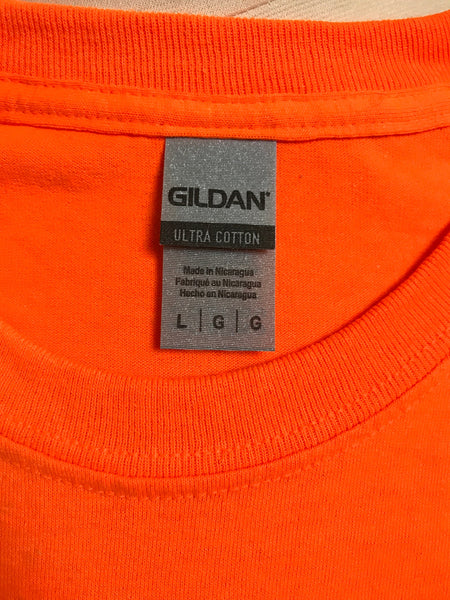 GILDAN®
ULTRA COTTON
Made in Nicaragua
Fabriqué au Nicaragua
Hecho en Nicaragua
L | G | G